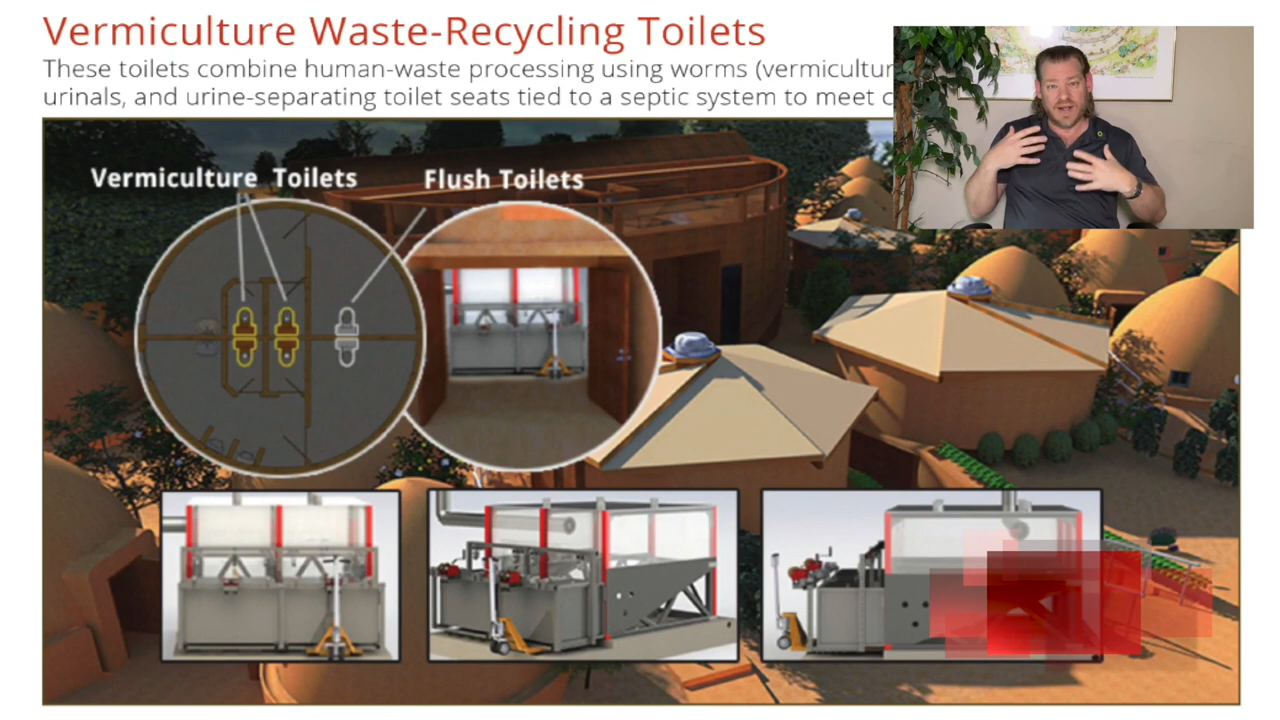 Vermiculture Waste-Recycling Toilets
These toilets combine human-waste processing using worms
urinals, and urine-separating toilet seats tied to a septic system to meet
Vermiculture Toilets
Flush Toilets